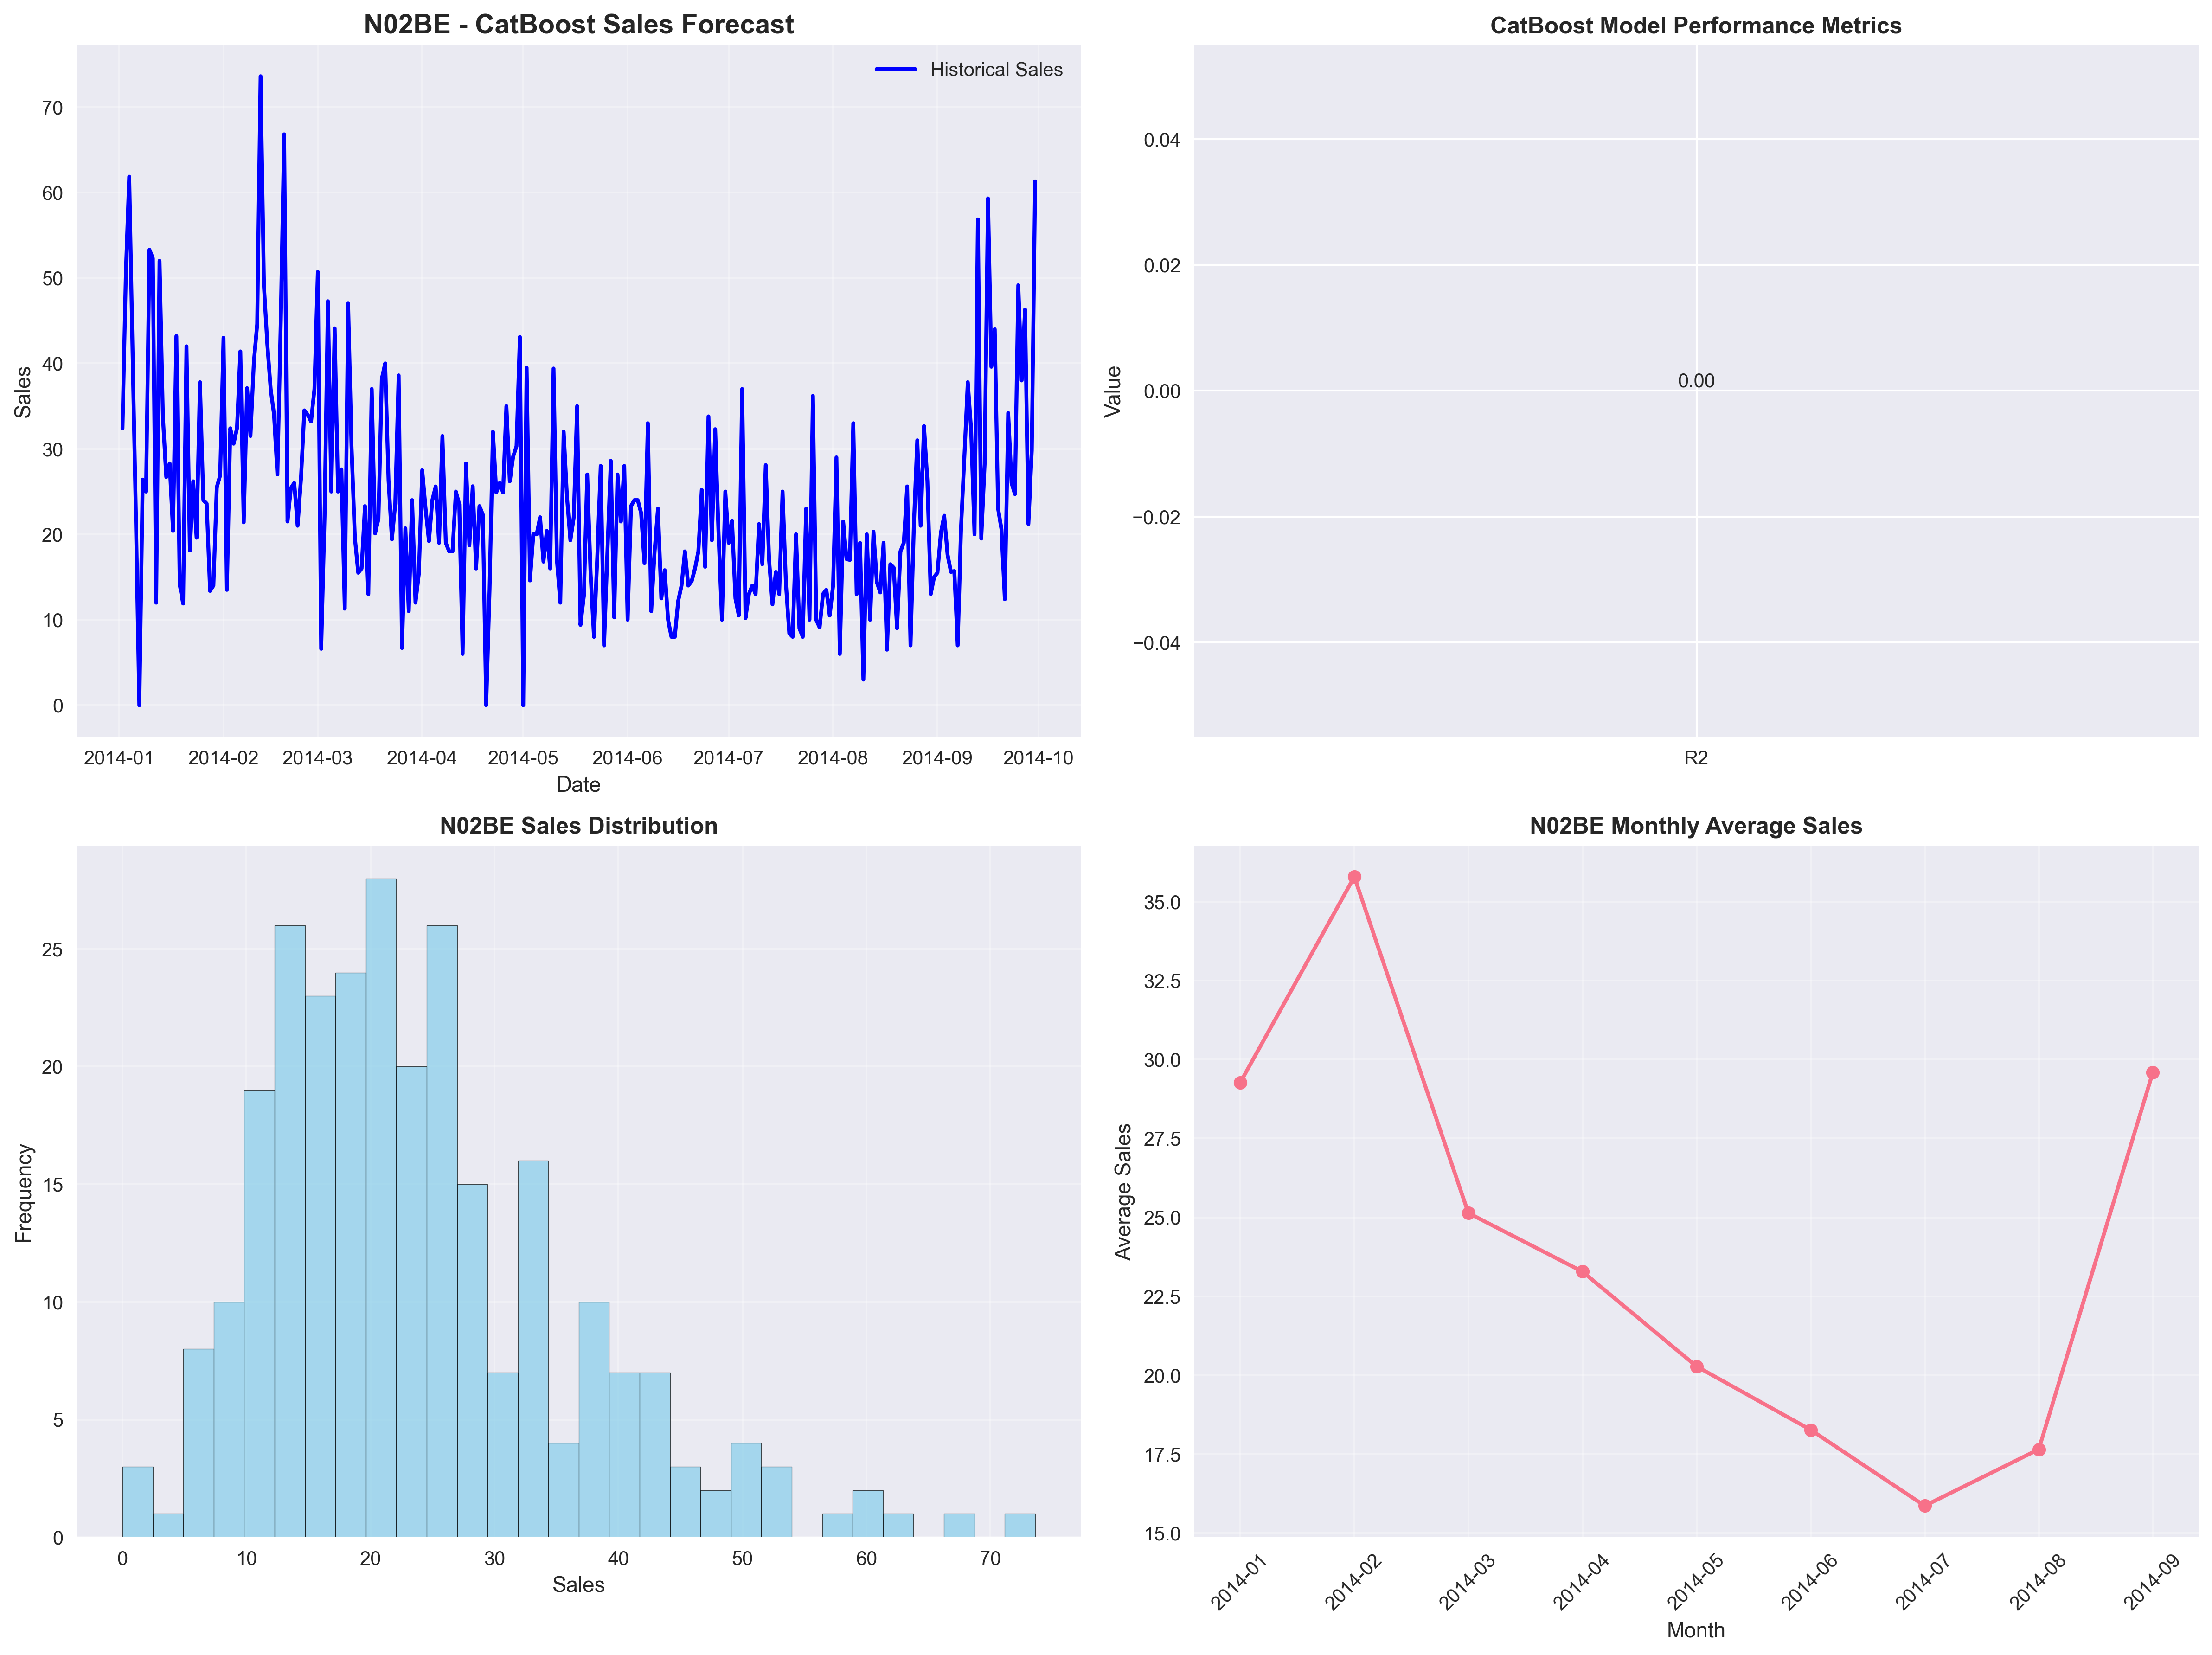 N02BE - CatBoost Sales Forecast
Historical Sales
Sales
70
60
50
40
30
20
10
0
2014-01 2014-02 2014-03 2014-04 2014-05 2014-06 2014-07 2014-08 2014-09 2014-10
Date
CatBoost Model Performance Metrics
Value
0.04
0.02
0.00
−0.02
−0.04
0.00
R2
N02BE Sales Distribution
Frequency
25
20
15
10
5
0
0 10 20 30 40 50 60 70
Sales
N02BE Monthly Average Sales
Average Sales
35.0
32.5
30.0
27.5
25.0
22.5
20.0
17.5
15.0
2014-01 2014-02 2014-03 2014-04 2014-05 2014-06 2014-07 2014-08 2014-09
Month